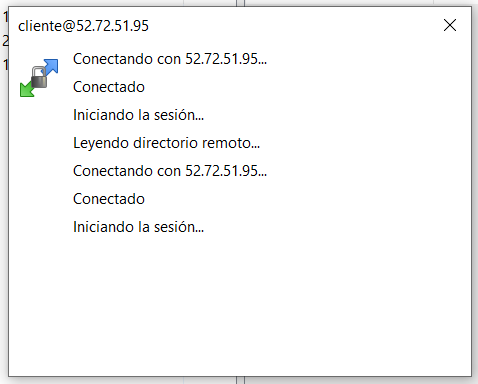 cliente@52.72.51.95
Conectando con 52.72.51.95...
Conectado
Iniciando la sesión...
Leyendo directorio remoto...
Conectando con 52.72.51.95...
Conectado
Iniciando la sesión...